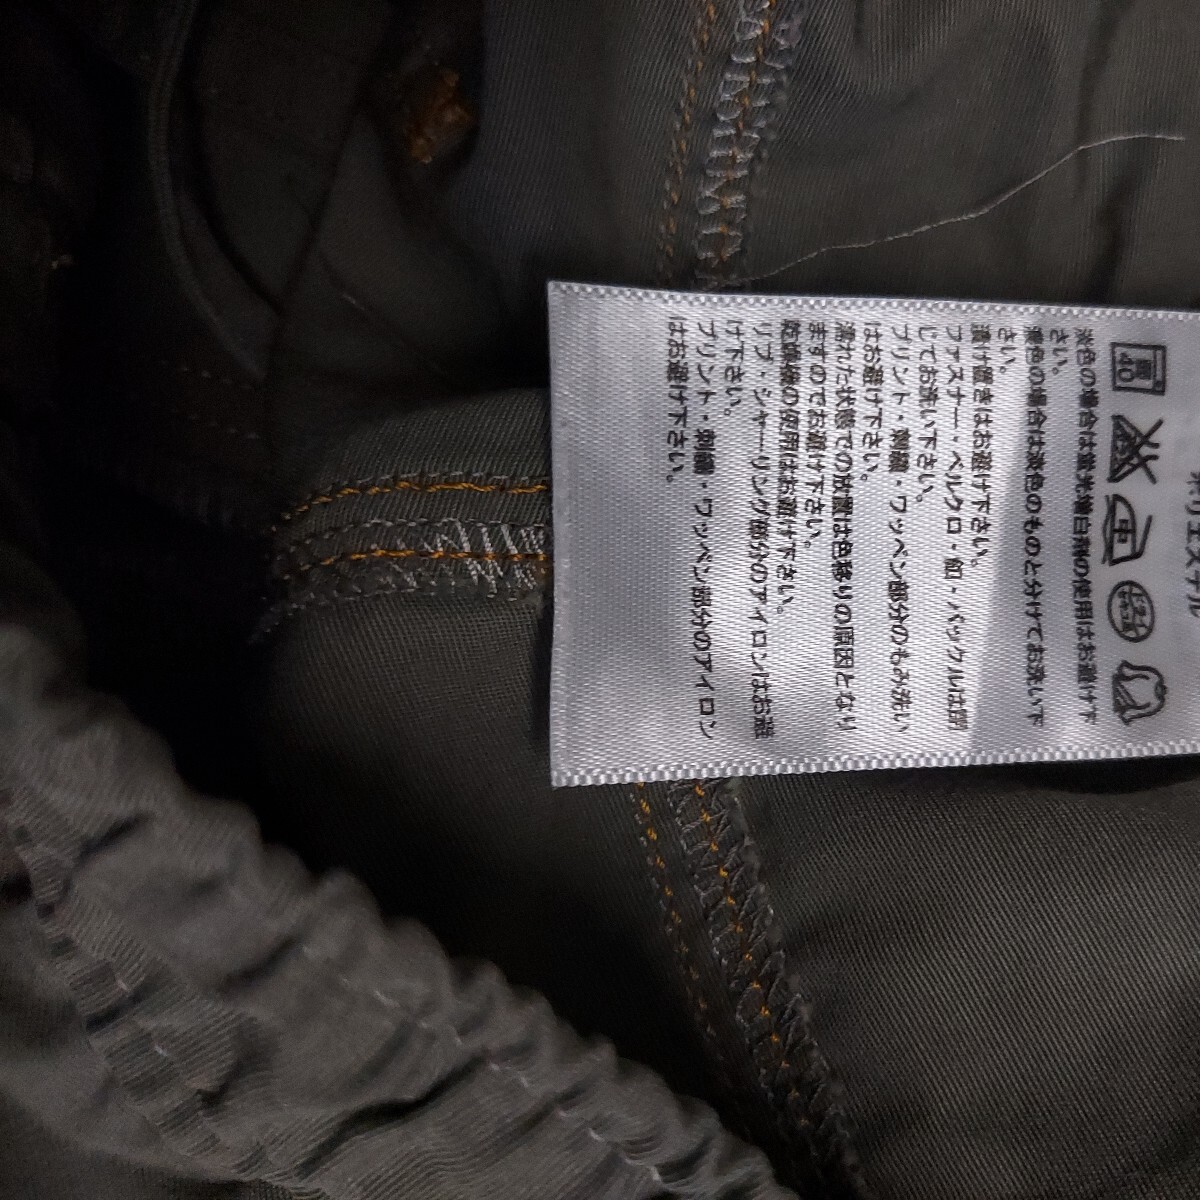 ポリエステル
40
淡色の場合は蛍光増白剤の使用はお避け下
さい。
濃色の場合は淡色のものと分けてお洗い下
さい。
漬け置きはお避け下さい。
ファスナー・ベルクロ・釦・バックルは閉
じてお洗い下さい。
プリント・刺繍・ワッペン部分のもみ洗い
はお避け下さい。
濡れた状態での放置は色移りの原因となり
ますのでお避け下さい。
乾燥機の使用はお避け下さい。
リブ・シャーリング部分のアイロンはお避
け下さい。
プリント・刺繍・ワッペン部分のアイロン
はお避け下さい。